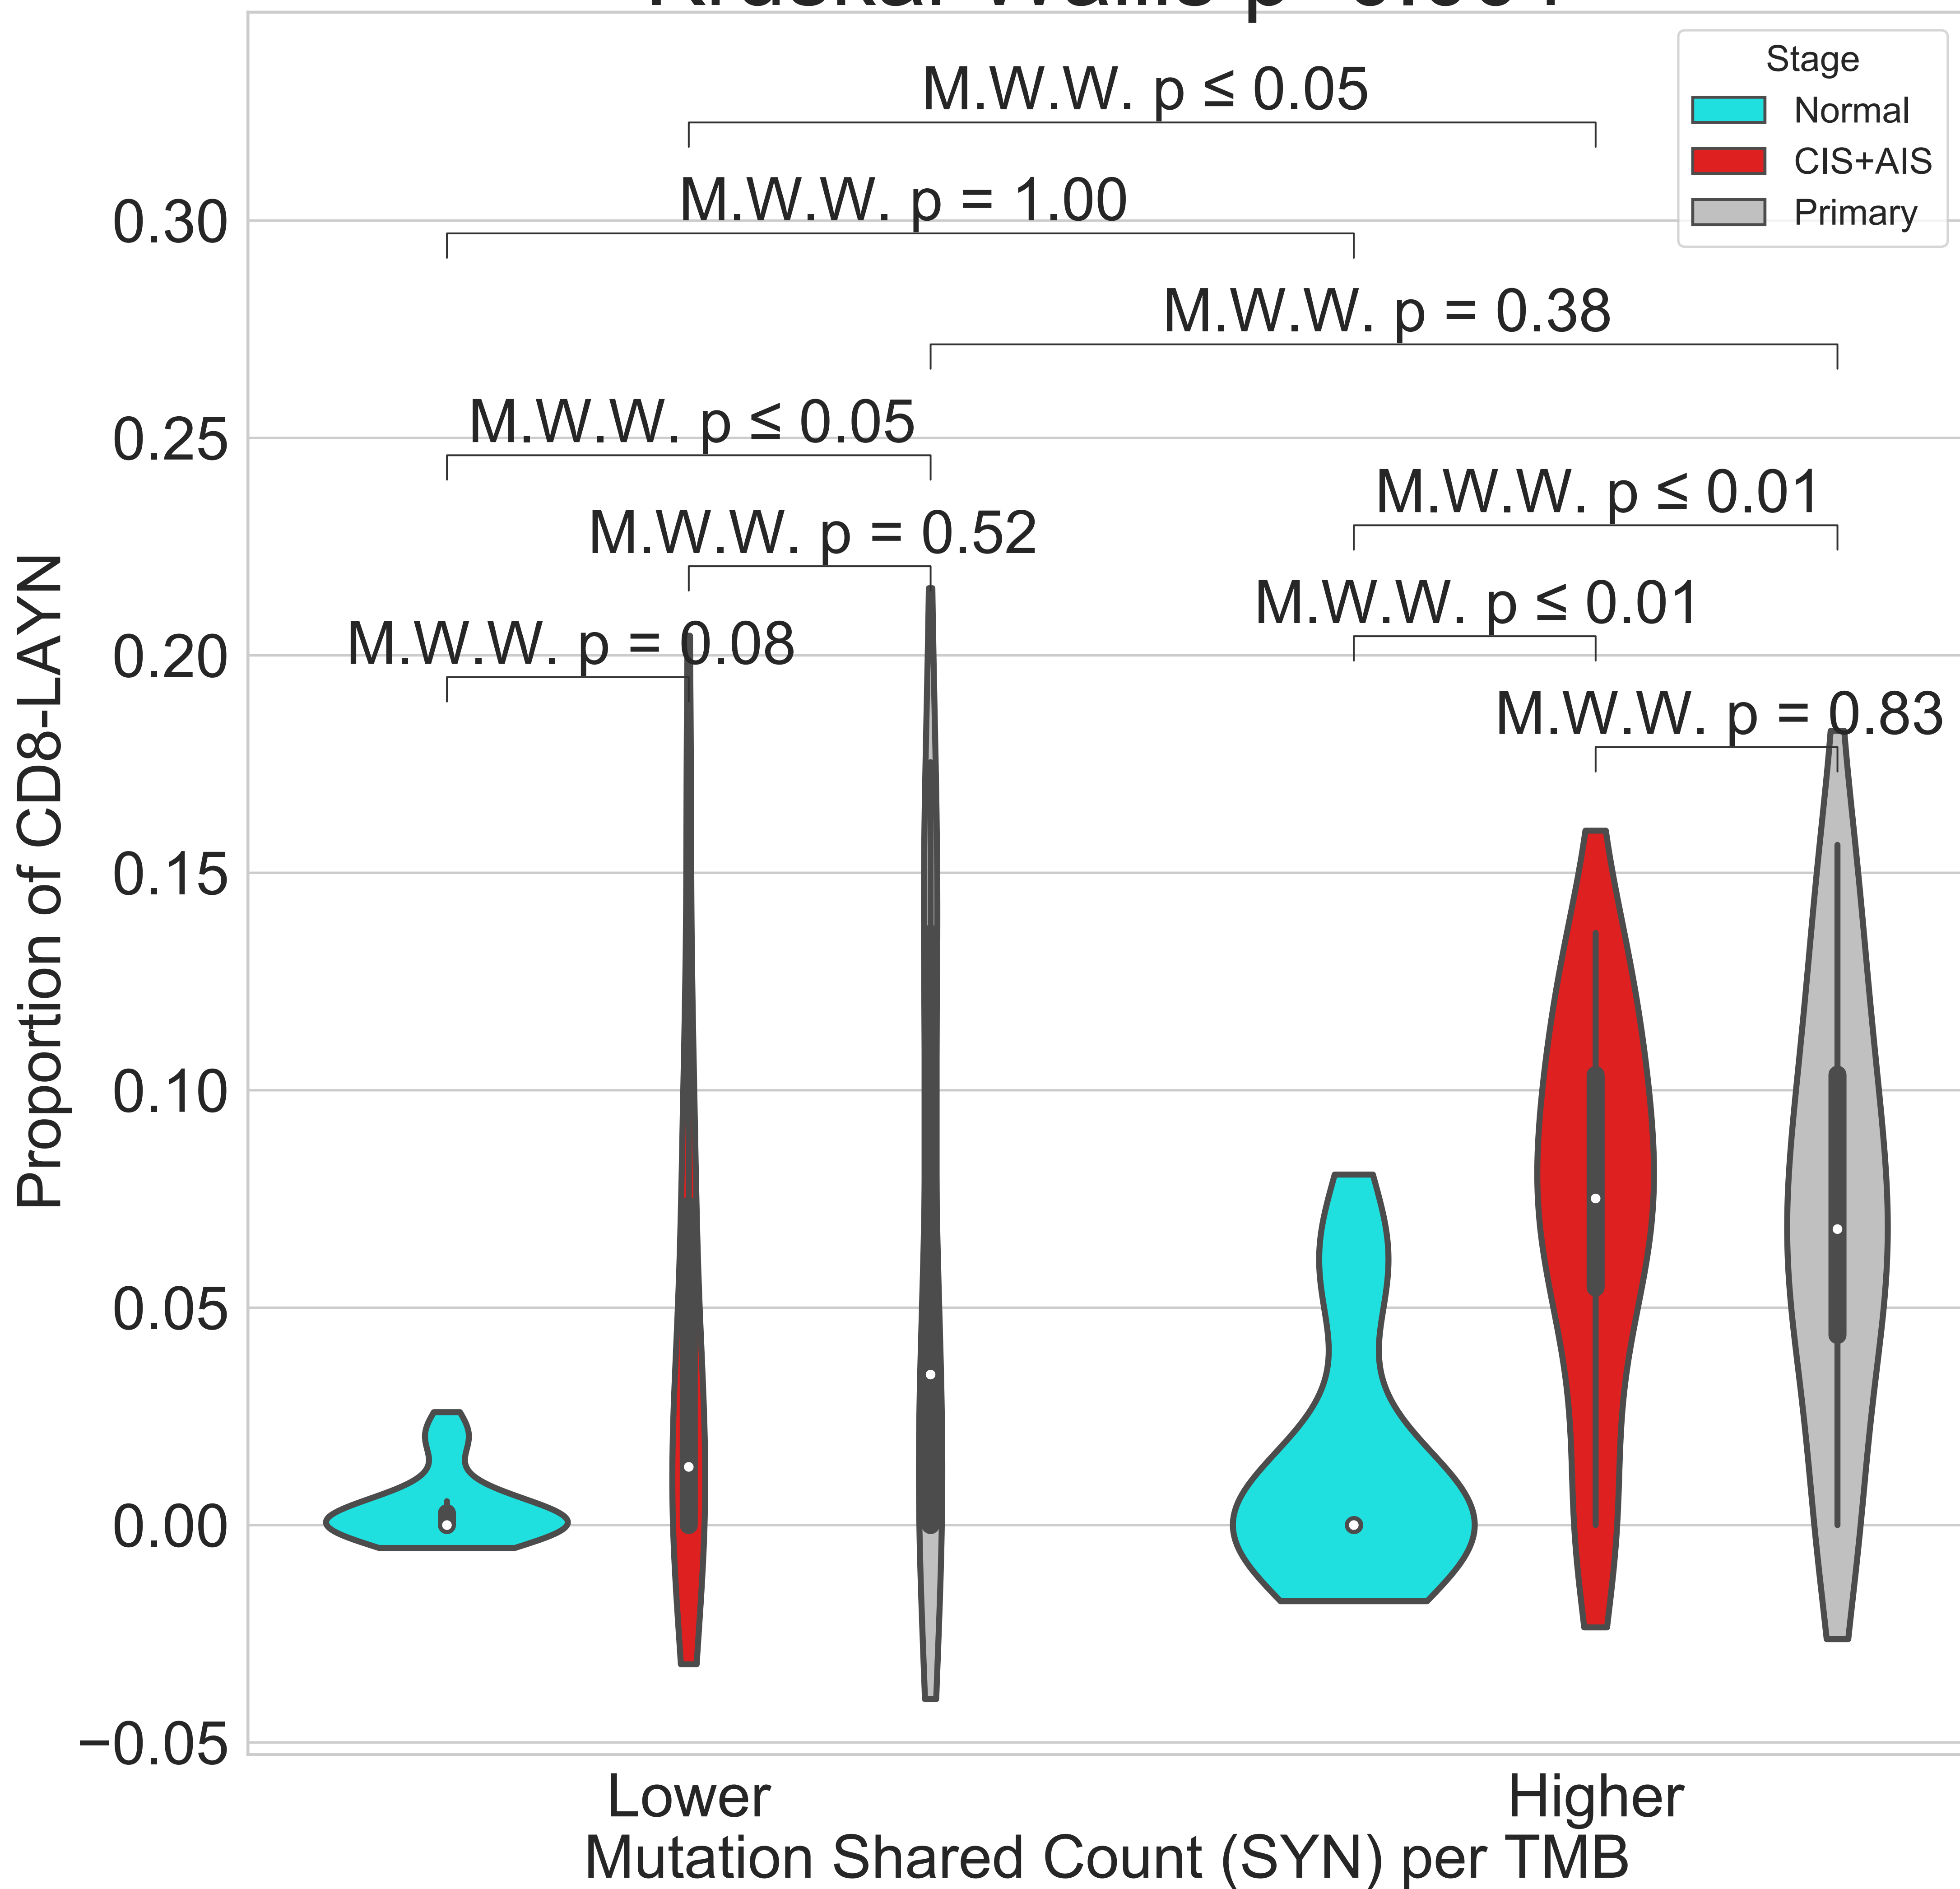 Stage
Normal
CIS+AIS
Primary
M.W.W. p ≤ 0.05
M.W.W. p = 1.00
M.W.W. p = 0.38
M.W.W. p ≤ 0.05
M.W.W. p ≤ 0.01
M.W.W. p = 0.52
M.W.W. p ≤ 0.01
M.W.W. p = 0.08
M.W.W. p = 0.83
0.30
0.25
0.20
0.15
0.10
0.05
0.00
−0.05
Proportion of CD8-LAYN
Lower
Higher
Mutation Shared Count (SYN) per TMB